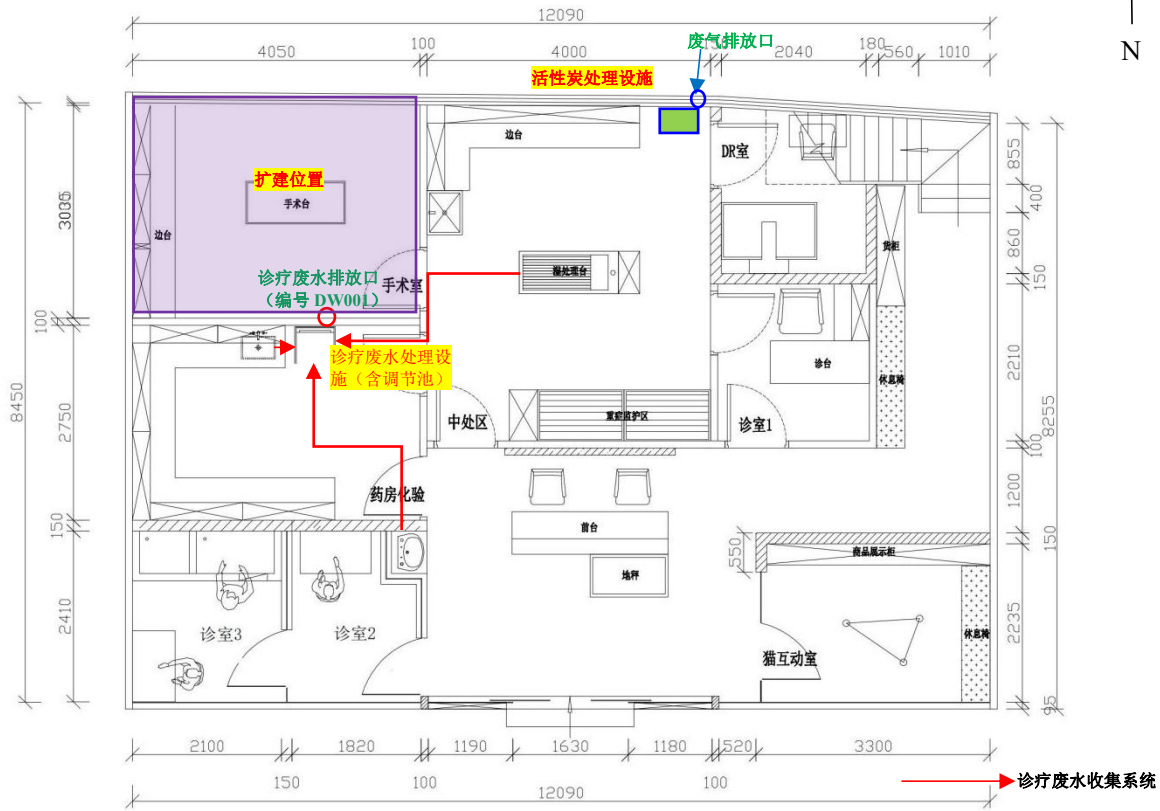 12090
N
4050
100
4000
废气排放口
150
2040
180
560
1010
活性炭处理设施
边台
DR室
855
扩建位置
手术台
400
3035
边台
货柜
860
诊疗废水排放口
（编号 DW001）
手术室
湿处理台
150
100
诊疗废水处理设
施（含调节池）
诊台
休息椅
2210
8450
2750
中处区
重症监护区
诊室1
8255
100
药房化验
1200
前台
150
550
商品展示柜
150
地秤
2410
诊室3
诊室2
猫互动室
休息椅
2235
95
2100
1820
1190
1630
1180
520
3300
150
100
100
12090
诊疗废水收集系统